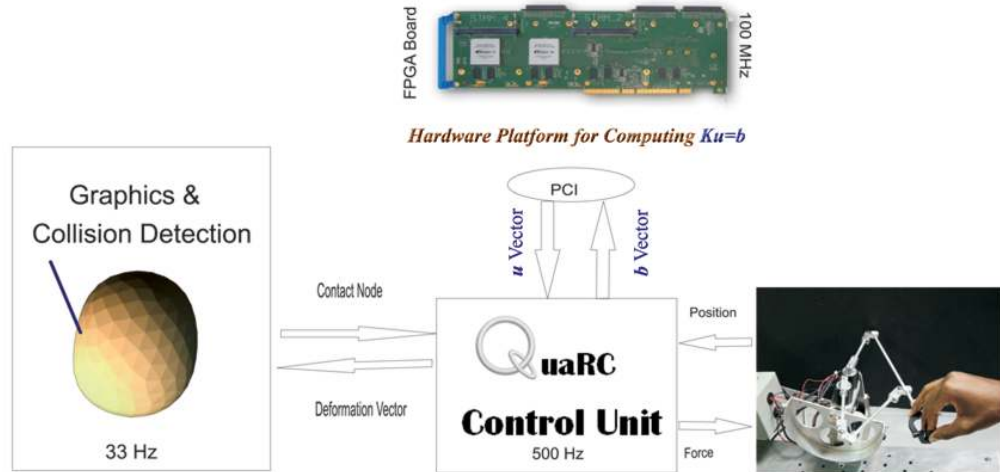 FPGA Board
100 MHz
Hardware Platform for Computing Ku=b
PCI
u Vector
b Vector
Graphics &
Collision Detection
33 Hz
Contact Node
Deformation Vector
QuaRC
Control Unit
500 Hz
Position
Force